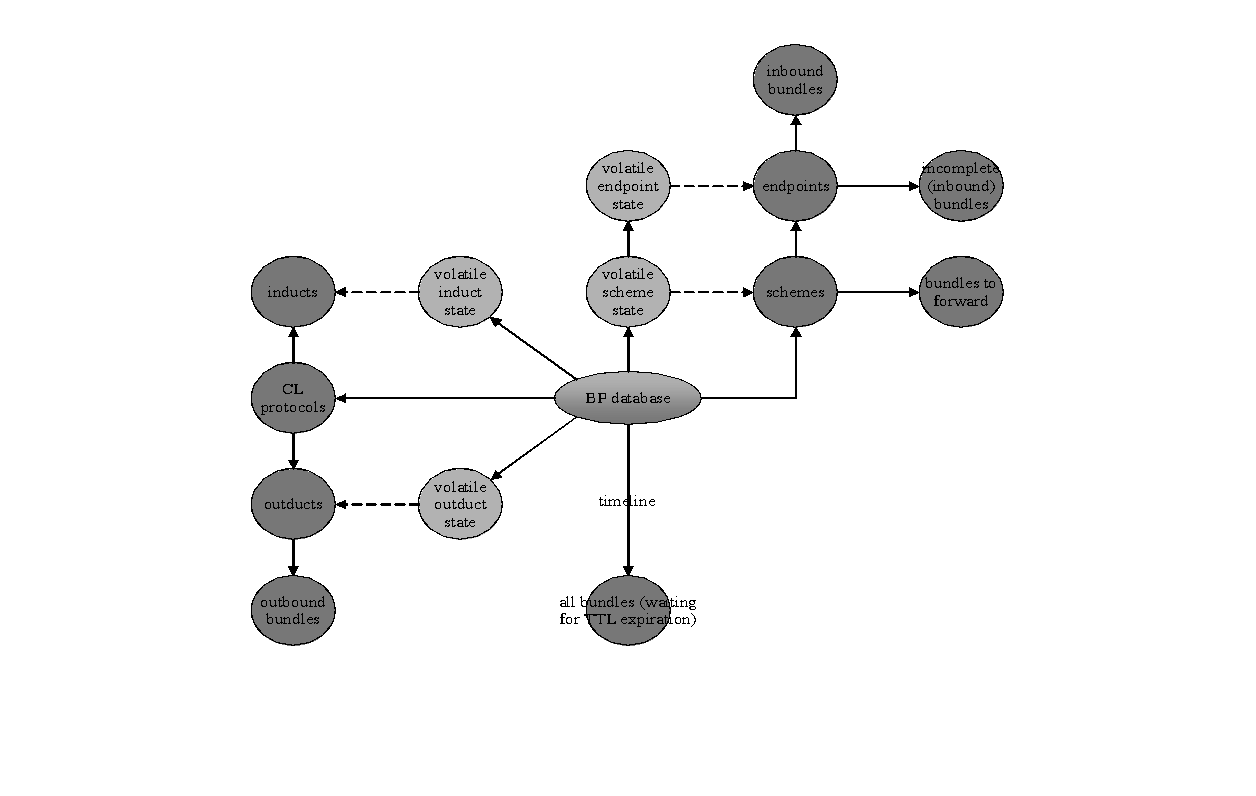 inbound
bundles
volatile
endpoint
state
endpoints
incomplete
(inbound)
bundles
inducts
volatile
induct
state
volatile
scheme
state
schemes
bundles to
forward
CL
protocols
BP database
outducts
volatile
outduct
state
timeline
outbound
bundles
all bundles (waiting
for TTL expiration)